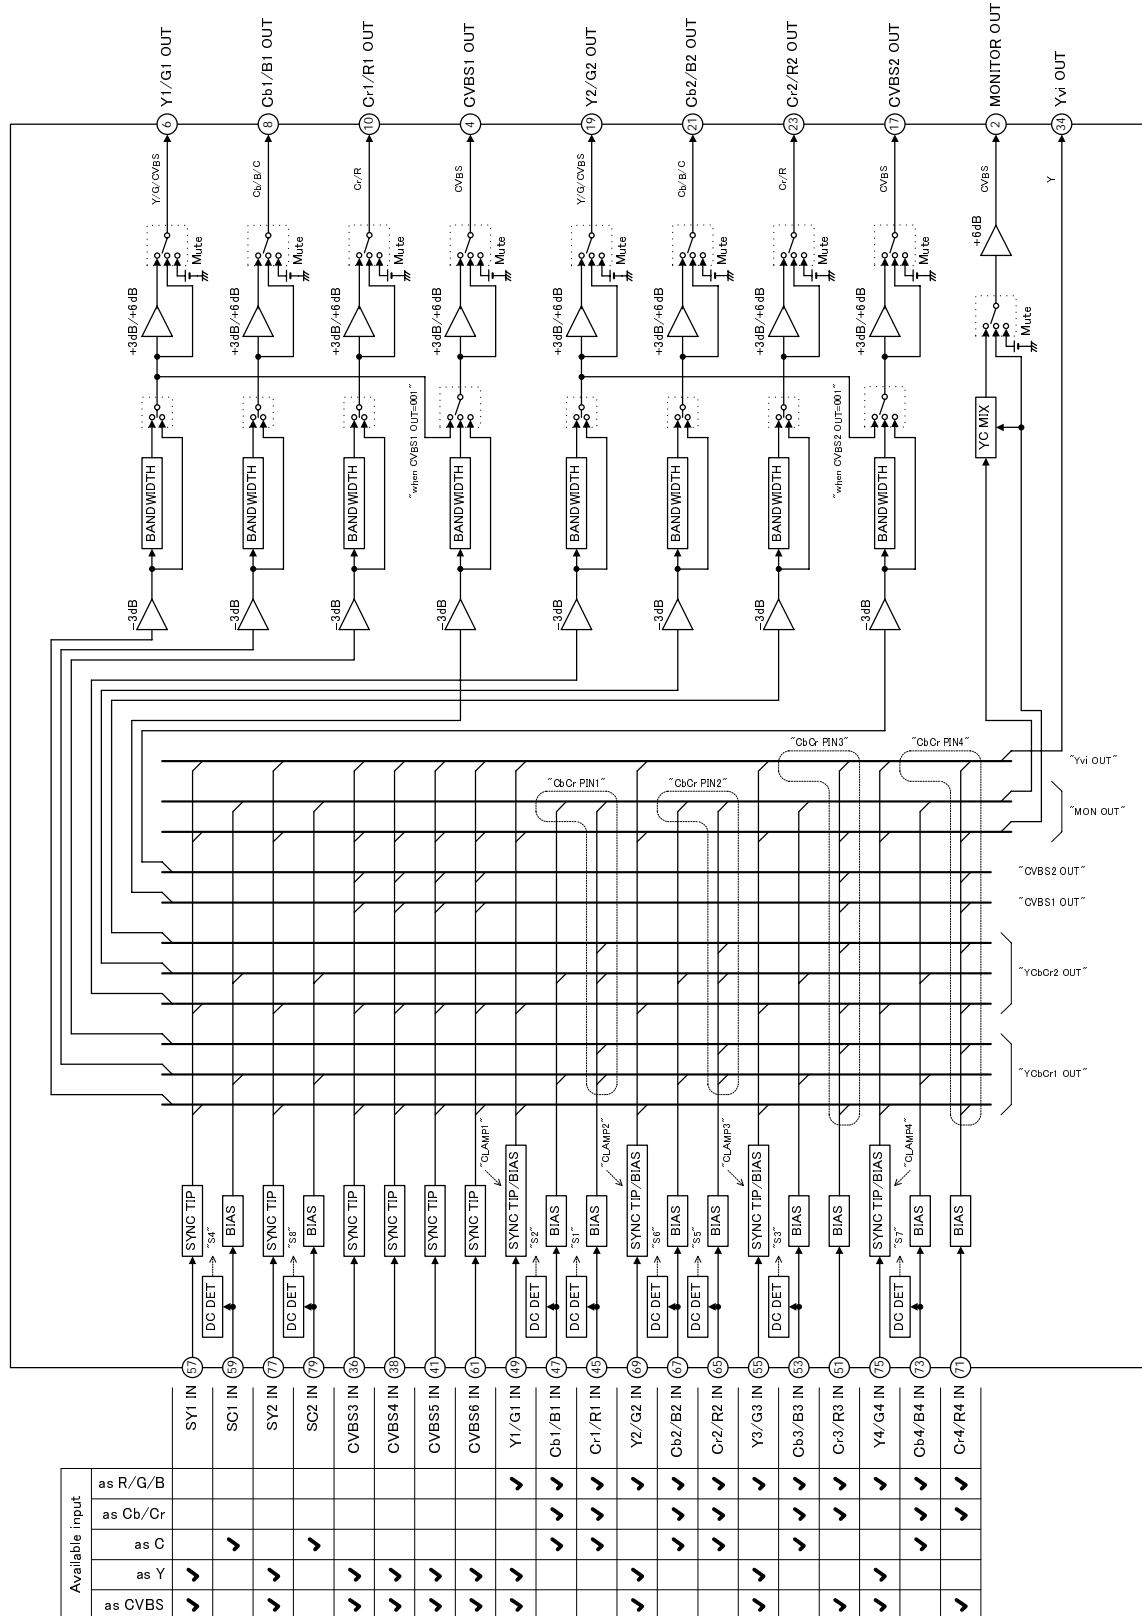 Y1/G1 OUT
Cb1/B1 OUT
Cr1/R1 OUT
CVBS1 OUT
Y2/G2 OUT
Cb2/B2 OUT
Cr2/R2 OUT
CVBS2 OUT
MONITOR OUT
Yvi OUT
6
8
10
4
19
21
23
17
2
34
Y/G/CVBS
Cb/B/C
Cr/R
CVBS
Y/G/CVBS
Cb/B/C
Cr/R
CVBS
CVBS
Y
Mute
Mute
Mute
Mute
Mute
Mute
Mute
Mute
+6dB
+3dB/+6dB
+3dB/+6dB
+3dB/+6dB
+3dB/+6dB
+3dB/+6dB
+3dB/+6dB
+3dB/+6dB
+3dB/+6dB
Mute
"when CVBS1 OUT=001"
"when CVBS2 OUT=001"
YC MIX
BANDWIDTH
BANDWIDTH
BANDWIDTH
BANDWIDTH
BANDWIDTH
BANDWIDTH
BANDWIDTH
BANDWIDTH
-3dB
-3dB
-3dB
-3dB
-3dB
-3dB
-3dB
-3dB
"CbCr PIN1"
"CbCr PIN2"
"CbCr PIN3"
"CbCr PIN4"
"Yvi OUT"
"MON OUT"
"CVBS2 OUT"
"CVBS1 OUT"
"YCbCr2 OUT"
"YCbCr1 OUT"
"CLAMP1"
"CLAMP2"
"CLAMP3"
"CLAMP4"
SYNC TIP
BIAS
SYNC TIP
BIAS
SYNC TIP
SYNC TIP
SYNC TIP
SYNC TIP
SYNC TIP/BIAS
BIAS
BIAS
SYNC TIP/BIAS
BIAS
BIAS
SYNC TIP/BIAS
BIAS
BIAS
SYNC TIP/BIAS
BIAS
BIAS
"S4"
"S8"
"S2"
"S1"
"S6"
"S5"
"S3"
"S7"
DC DET
DC DET
DC DET
DC DET
DC DET
DC DET
DC DET
DC DET
57
59
77
79
36
38
41
61
49
47
45
69
67
65
55
53
51
75
73
71
SY1 IN
SC1 IN
SY2 IN
SC2 IN
CVBS3 IN
CVBS4 IN
CVBS5 IN
CVBS6 IN
Y1/G1 IN
Cb1/B1 IN
Cr1/R1 IN
Y2/G2 IN
Cb2/B2 IN
Cr2/R2 IN
Y3/G3 IN
Cb3/B3 IN
Cr3/R3 IN
Y4/G4 IN
Cb4/B4 IN
Cr4/R4 IN
Available input
as R/G/B
as Cb/Cr
as C
as Y
as CVBS